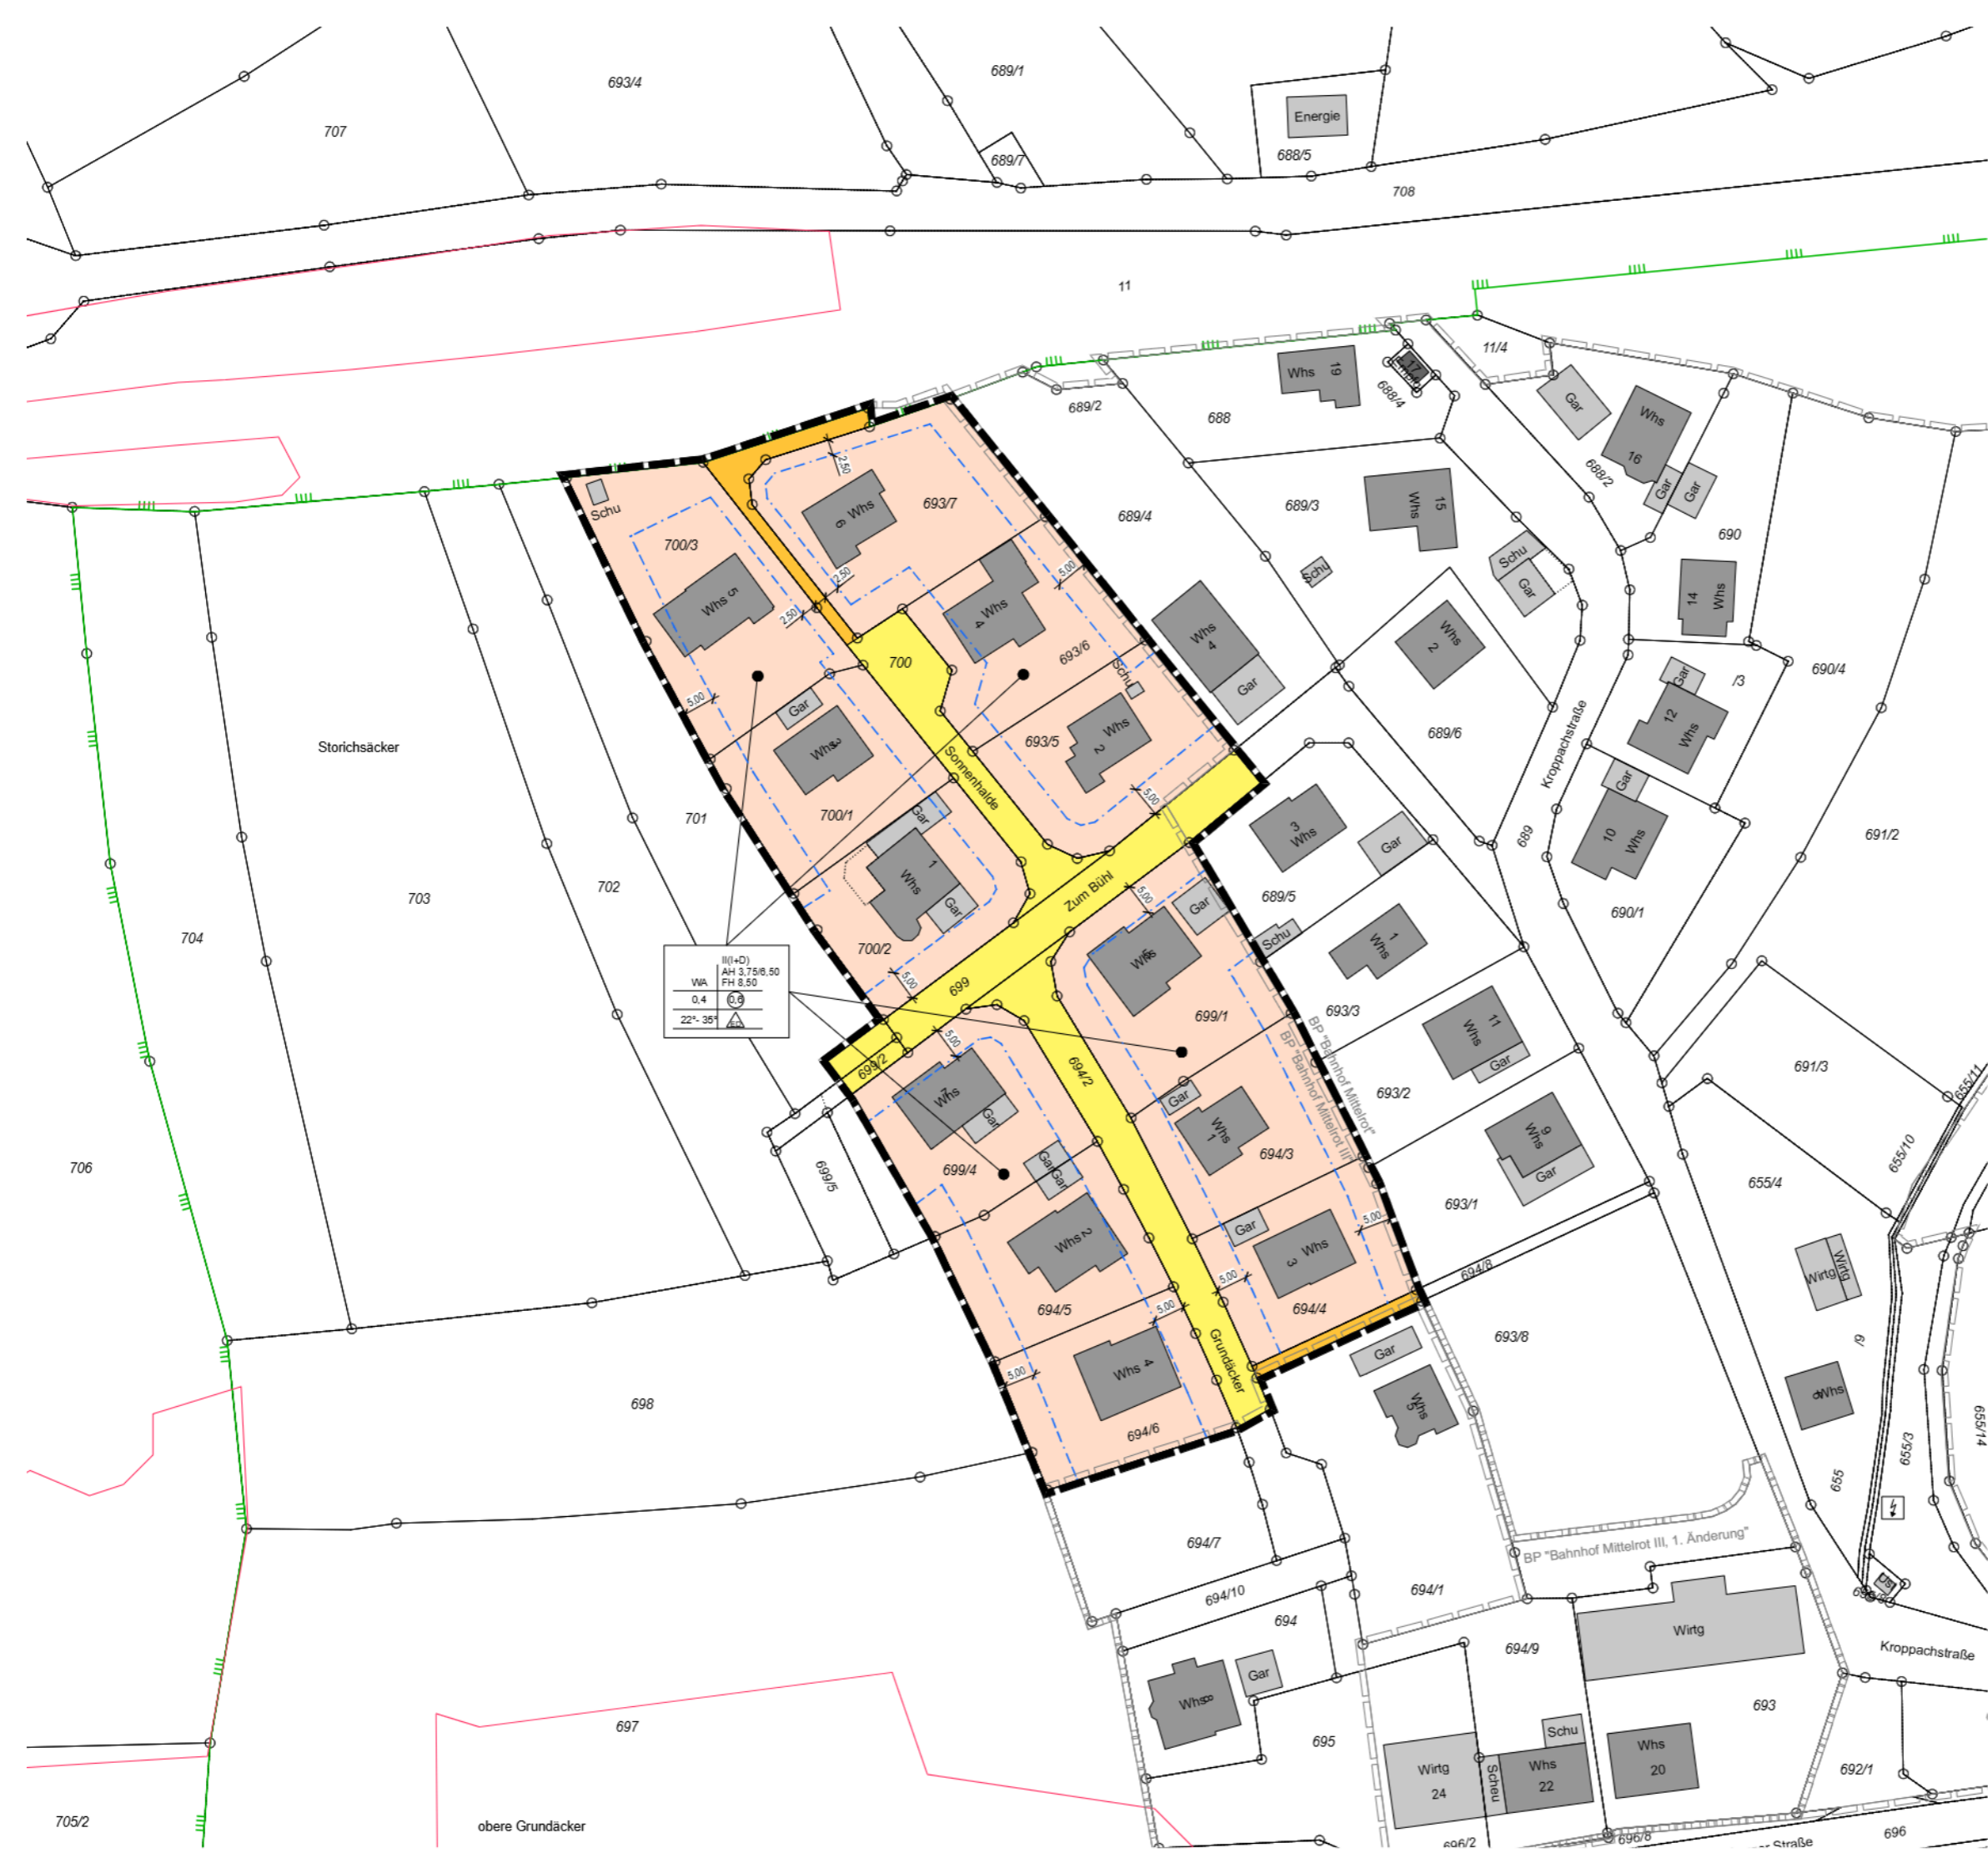 693/4
689/1
707
Energie
689/7
688/5
708
11
11/4
Whs
19
17
688/4
Gar
689/2
688
Whs
16
Gar
Gar
688/2
2,50
Schu
Whs
6
693/7
689/4
689/3
Whs
15
690
700/3
Schu
Schu
Gar
14
Whs
5,00
2,50
2,50
Whs
5
Whs
4
Whs
4
Gar
Whs
2
693/6
700
Schu
Gar
/3
690/4
5,00
Gar
Whs
3
Whs
2
693/5
689/6
12
Whs
Storichsäcker
Sonnenhalde
Kroppachstraße
Gar
5,00
701
700/1
Gar
3
Whs
Gar
689
10
Whs
691/2
702
703
Whs
1
Gar
Zum Bühl
5,00
Gar
689/5
690/1
704
700/2
Schu
1
Whs
II(I+D)
AH 3,75/6,50
WA
FH 8,50
0,4
0,6
22°- 35°
ED
5,00
699
Whs
699/1
693/3
BP "Bahnhof Mittelrot"
BP "Bahnhof Mittelrot III"
11
Whs
Gar
5,00
699/2
694/2
Whs
7
Gar
Gar
Whs
1
693/2
691/3
655/11
706
699/5
699/4
Gar
Gar
694/3
9
Whs
Gar
655/10
655/4
Whs
2
Gar
Whs
3
5,00
693/1
5,00
694/8
Wirtg
Wirtg
694/5
5,00
694/4
693/8
Grundäcker
Gar
/9
5,00
Whs
4
Whs
5
Whs
698
694/6
655
655/3
655/14
694/7
BP "Bahnhof Mittelrot III, 1. Änderung"
694/10
694/1
694
Wirtg
Kroppachstraße
694/9
Whs
8
Gar
693
697
695
Schu
Whs
20
Wirtg
24
Scheu
Whs
22
692/1
705/2
obere Grundäcker
696/2
696/8
696